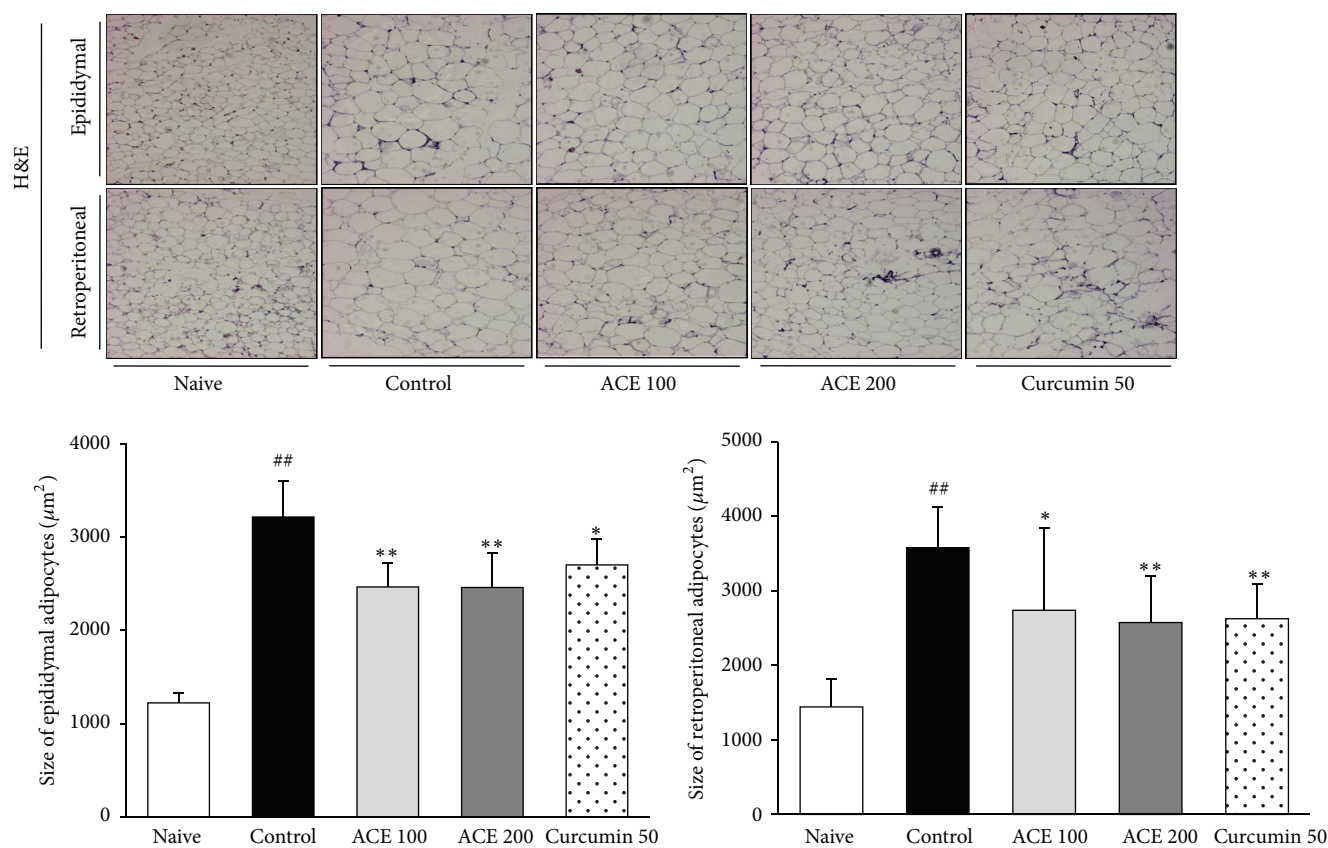 H&E
Epididymal
Retroperitoneal
Naive Control ACE 100 ACE 200 Curcumin 50
Size of epididymal adipocytes (μm²)
4000
3000
2000
1000
0
##
**
**
*
Naive Control ACE 100 ACE 200 Curcumin 50
Size of retroperitoneal adipocytes (μm²)
5000
4000
3000
2000
1000
0
##
*
**
**
Naive Control ACE 100 ACE 200 Curcumin 50